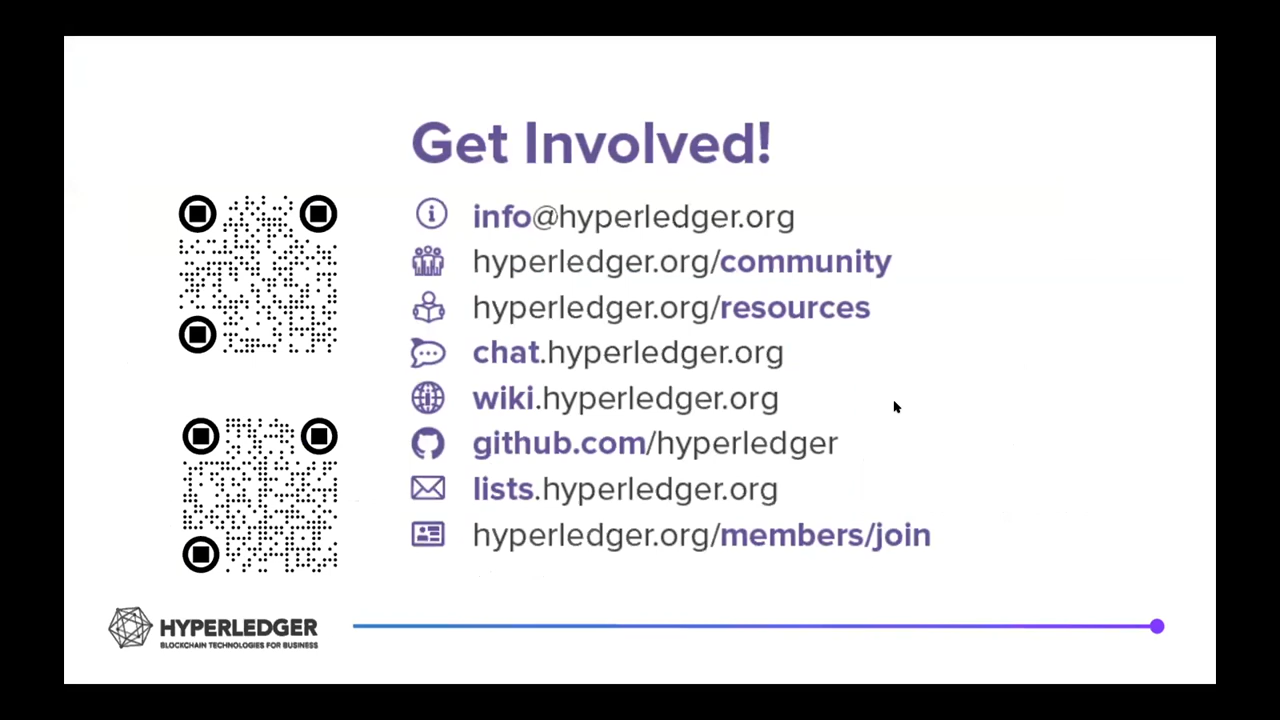 Get Involved!
info@hyperledger.org
hyperledger.org/community
hyperledger.org/resources
chat.hyperledger.org
wiki.hyperledger.org
github.com/hyperledger
lists.hyperledger.org
hyperledger.org/members/join
HYPERLEDGER
BLOCKCHAIN TECHNOLOGIES FOR BUSINESS